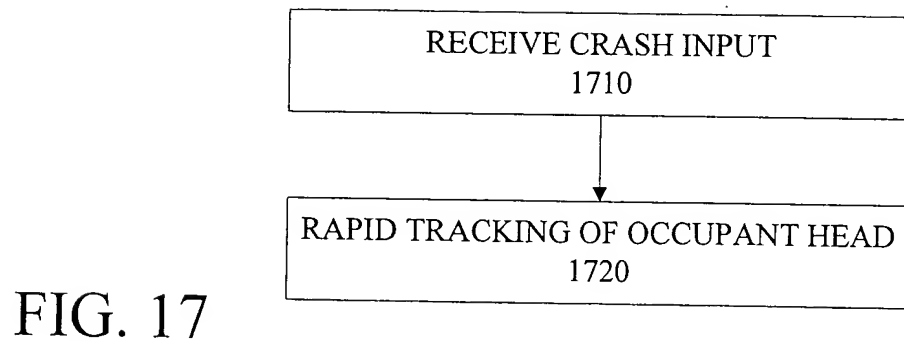 RECEIVE CRASH INPUT
1710
RAPID TRACKING OF OCCUPANT HEAD
1720
FIG. 17